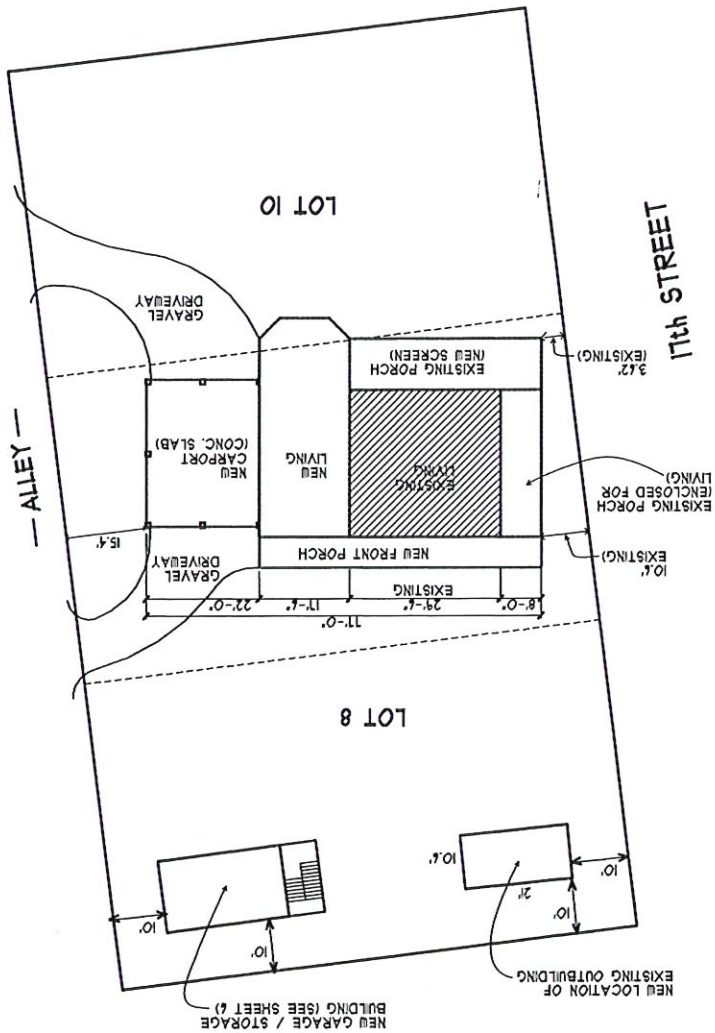 NEW LOCATION OF
EXISTING OUTBUILDING
NEW GARAGE / STORAGE
BUILDING (SEE SHEET 6)
10'
10'
10'
10'
21'
10.6'
LOT 8
77'-0"
8'-0"
29'-6"
17'-6"
22'-0"
EXISTING
10.6'
(EXISTING)
NEW FRONT PORCH
GRAVEL
DRIVEWAY
15.4'
— ALLEY —
EXISTING PORCH
(ENCLOSED FOR
LIVING)
EXISTING
LIVING
NEW
LIVING
NEW
CARPORT
(CONC. SLAB)
EXISTING PORCH
(NEW SCREEN)
3.62'
(EXISTING)
GRAVEL
DRIVEWAY
17th STREET
LOT 10